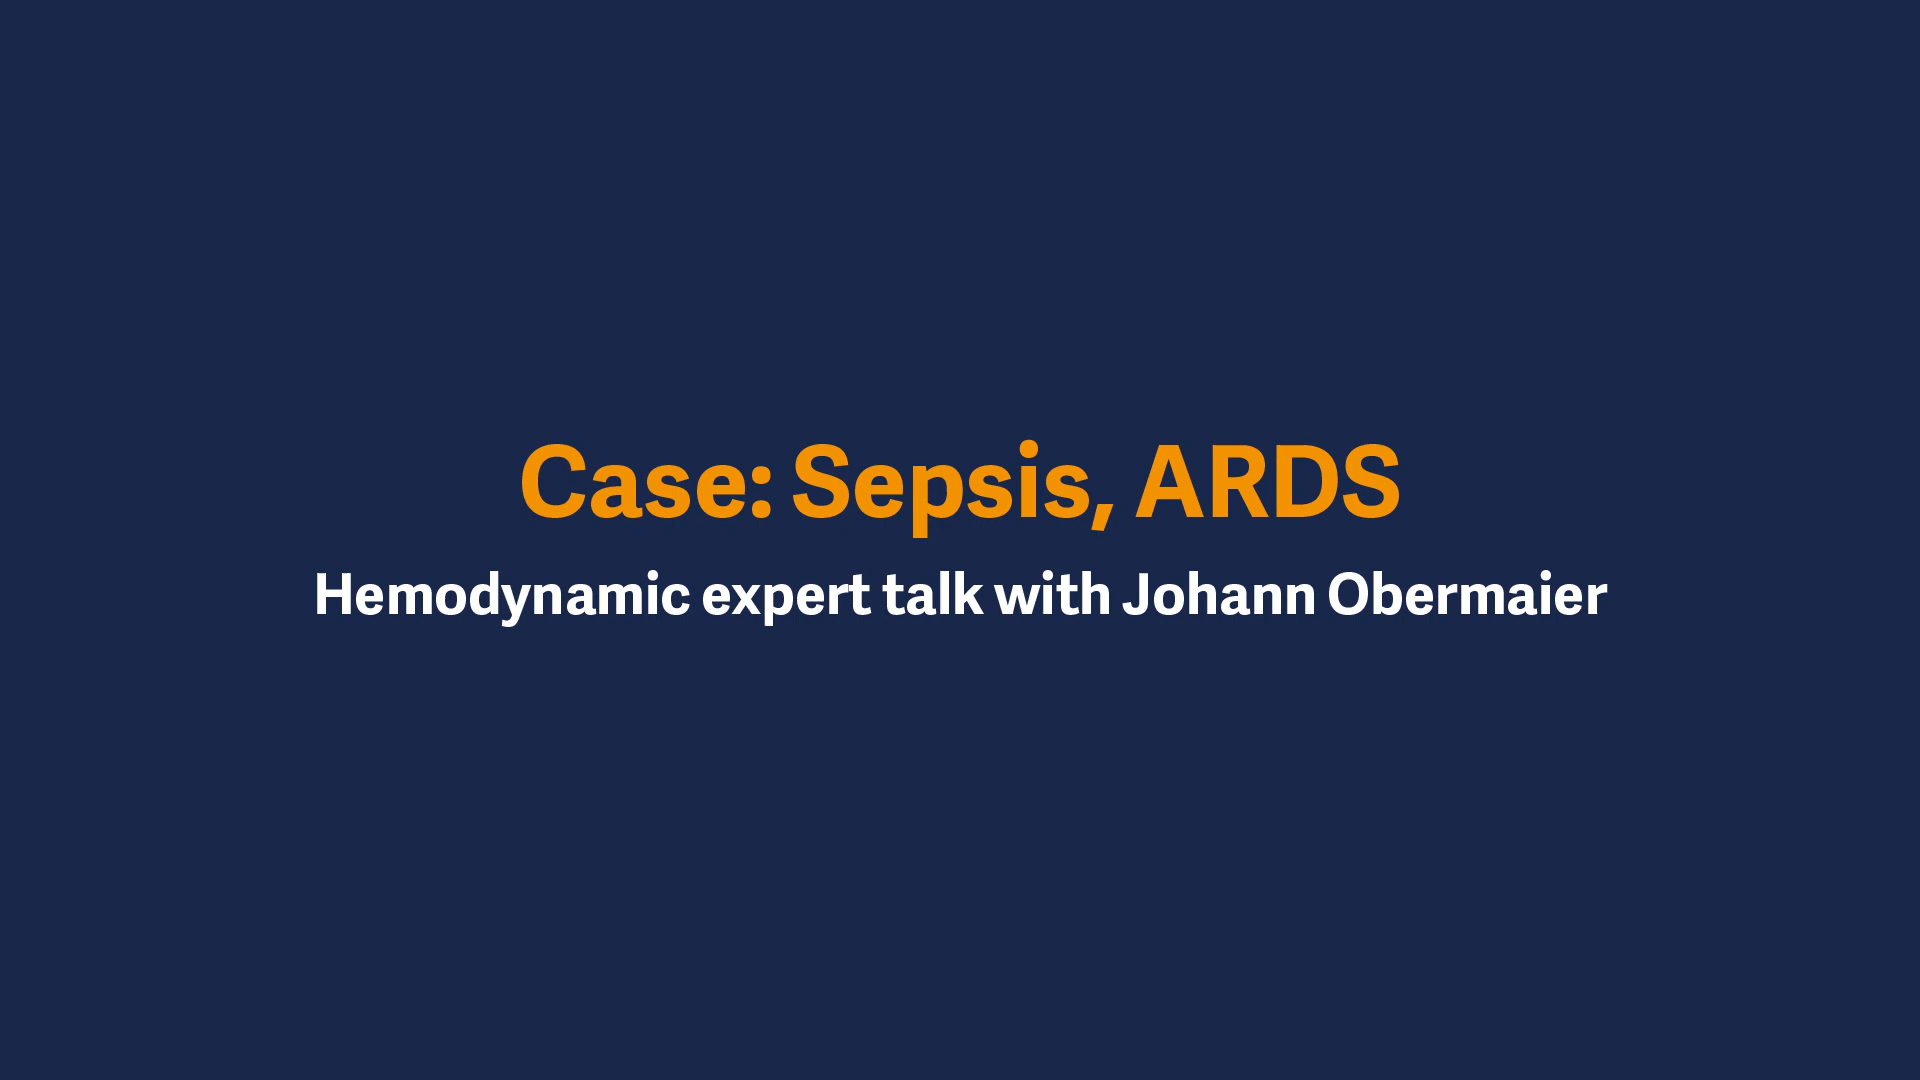 Case: Sepsis, ARDS
Hemodynamic expert talk with Johann Obermaier